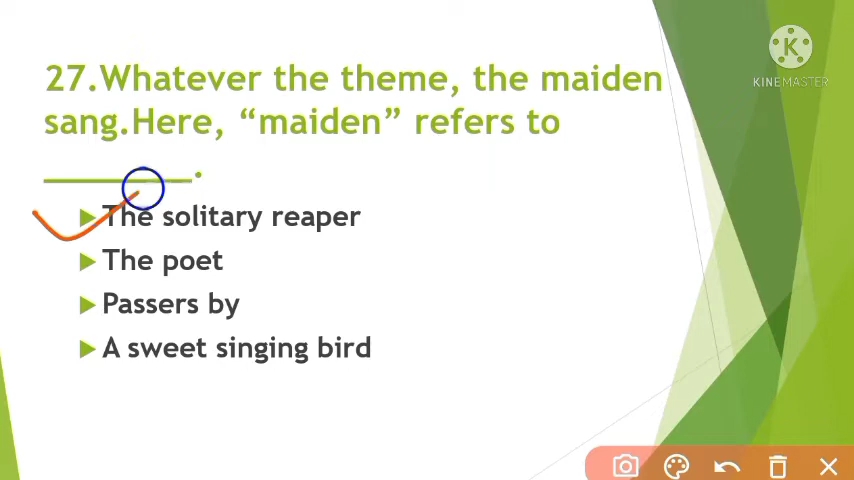 K
KINEMASTER
27.Whatever the theme, the maiden
sang.Here, “maiden” refers to
____________.
The solitary reaper
The poet
Passers by
A sweet singing bird